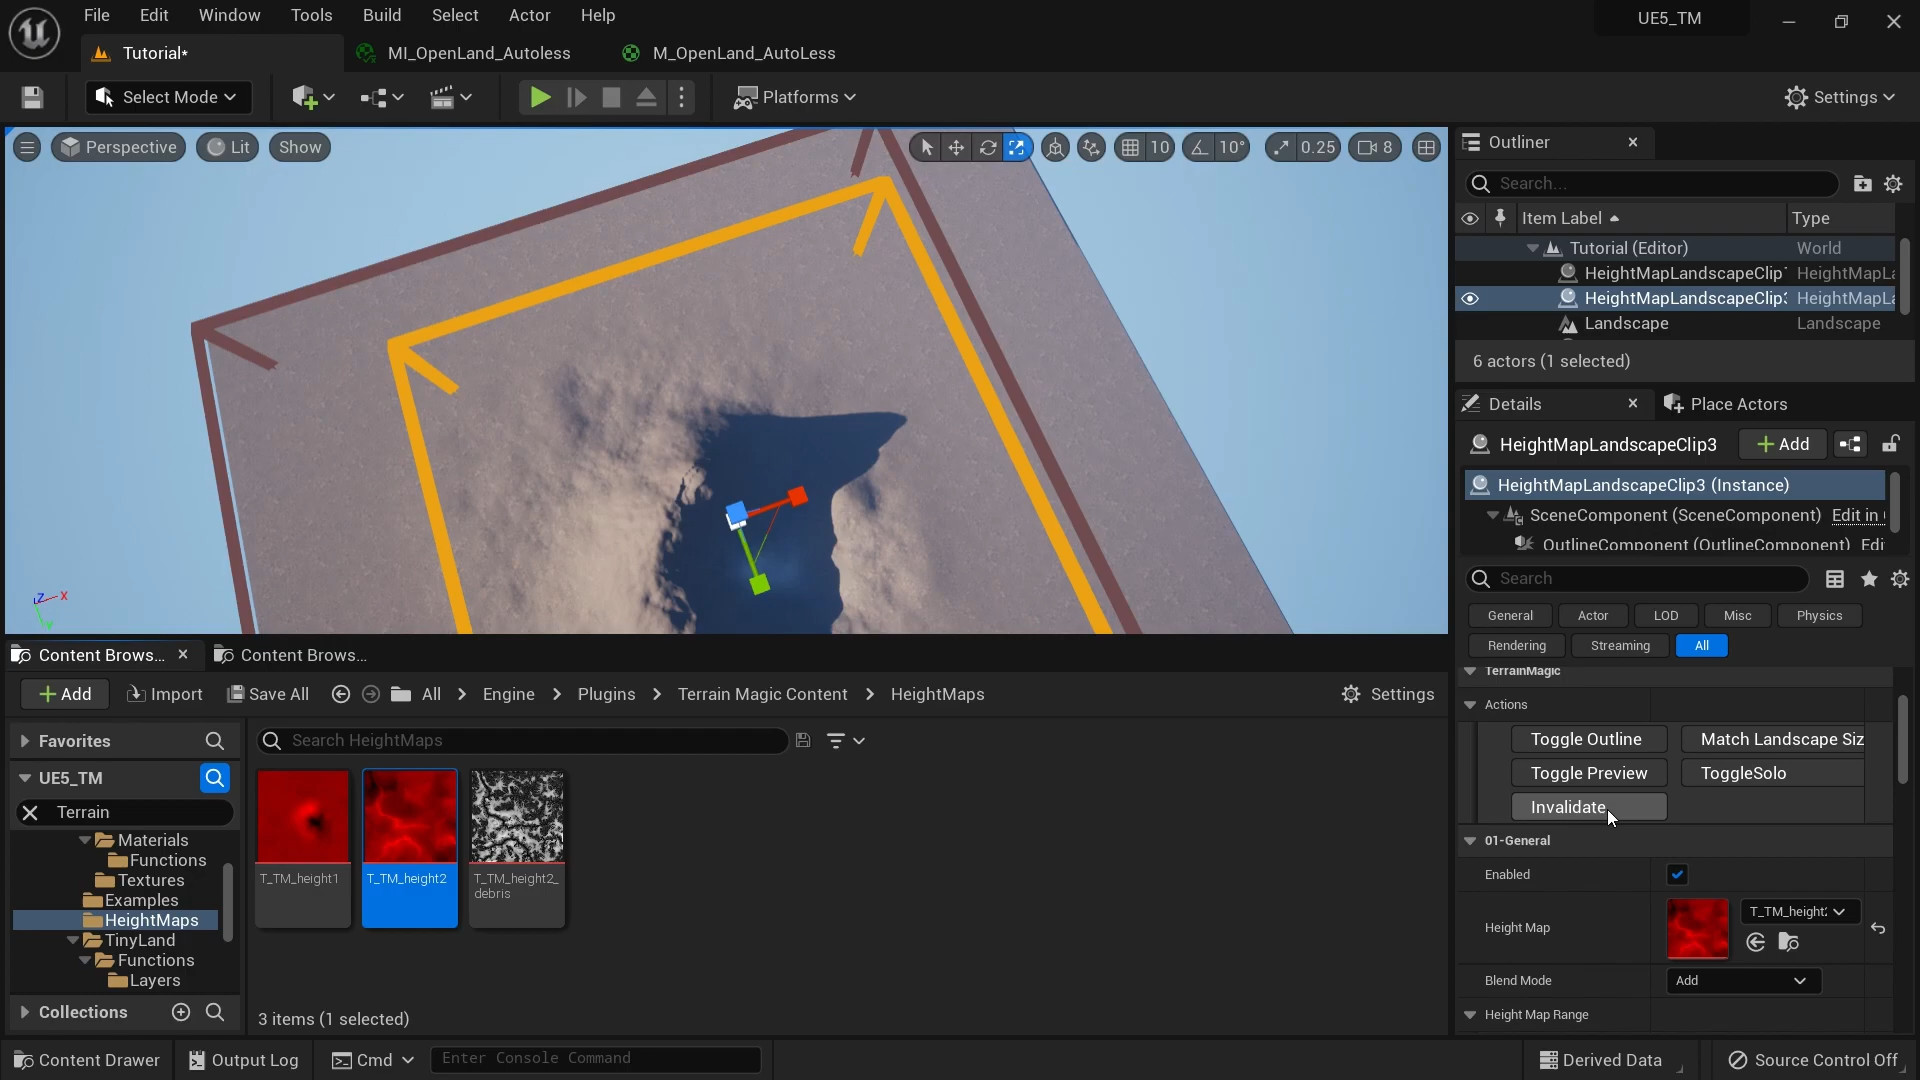 File Edit Window Tools Build Select Actor Help
UE5_TM
Tutorial*
MI_OpenLand_Autoless
M_OpenLand_AutoLess
Select Mode
Platforms
Settings
Perspective
Lit
Show
10
10°
0.25
8
Z X
Y
Outliner
Search...
Item Label
Type
Tutorial (Editor) World
HeightMapLandscapeClip HeightMapLa
HeightMapLandscapeClip3 HeightMapLa
Landscape Landscape
6 actors (1 selected)
Details
Place Actors
HeightMapLandscapeClip3
Add
HeightMapLandscapeClip3 (Instance)
SceneComponent (SceneComponent) Edit in
OutlineComponent (OutlineComponent) Edi
Search
General Actor LOD Misc Physics
Rendering Streaming All
TerrainMagic
Actions
Toggle Outline Match Landscape Siz
Toggle Preview ToggleSolo
Invalidate
01-General
Enabled
Height Map T_TM_height2
Blend Mode Add
Height Map Range
Content Brows...
Content Brows...
Add Import Save All All > Engine > Plugins > Terrain Magic Content > HeightMaps Settings
Favorites
UE5_TM
Terrain
Materials
Functions
Textures
Examples
HeightMaps
TinyLand
Functions
Layers
Collections
Search HeightMaps
T_TM_height1
T_TM_height2
T_TM_height2_
debris
3 items (1 selected)
Content Drawer Output Log Cmd Enter Console Command Derived Data Source Control Off